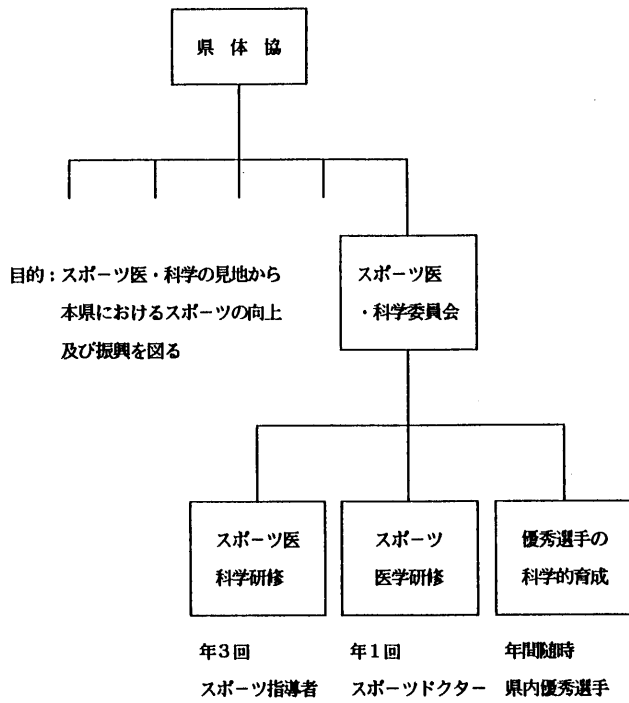 県 体 協
目的：スポーツ医・科学の見地から
本県におけるスポーツの向上
及び振興を図る
スポーツ医
・科学委員会
スポーツ医
科学研修
スポーツ
医学研修
優秀選手の
科学的育成
年3回
スポーツ指導者
年1回
スポーツドクター
年間随時
県内優秀選手